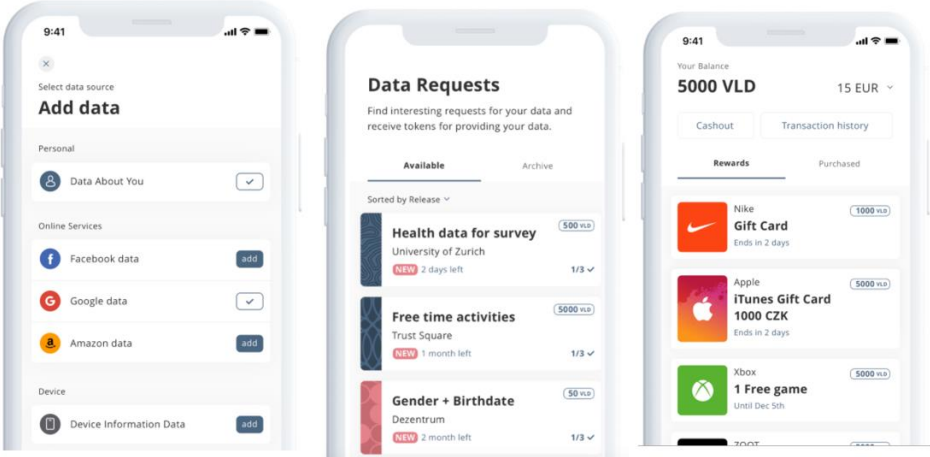 9:41
Select data source
Add data
Personal
Data About You
Online Services
Facebook data
add
Google data
Amazon data
add
Device
Device Information Data
add
Data Requests
Find interesting requests for your data and
receive tokens for providing your data.
Available
Archive
Sorted by Release
Health data for survey
500 VLD
University of Zurich
NEW 2 days left
1/3
Free time activities
5000 VLD
Trust Square
NEW 1 month left
1/3
Gender + Birthdate
50 VLD
Dezentrum
NEW 2 month left
1/3
9:41
Your Balance
5000 VLD
15 EUR
Cashout
Transaction history
Rewards
Purchased
Nike
1000 VLD
Gift Card
Ends in 2 days
Apple
5000 VLD
iTunes Gift Card
1000 CZK
Ends in 2 days
Xbox
5000 VLD
1 Free game
Until Dec 5th